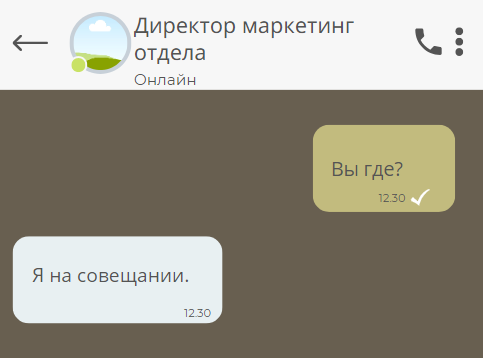 Директор маркетинг
отдела
Онлайн
Вы где?
12.30
Я на совещании.
12.30